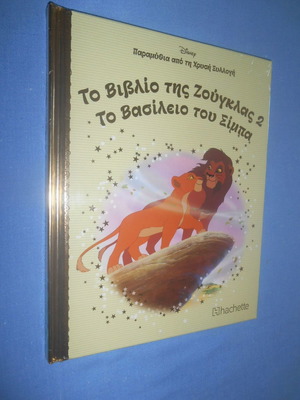 Disney
Παραμύθια από τη Χρυσή Συλλογή
Το Βιβλίο της Ζούγκλας 2
Το Βασίλειο του Σίμπα
hachette